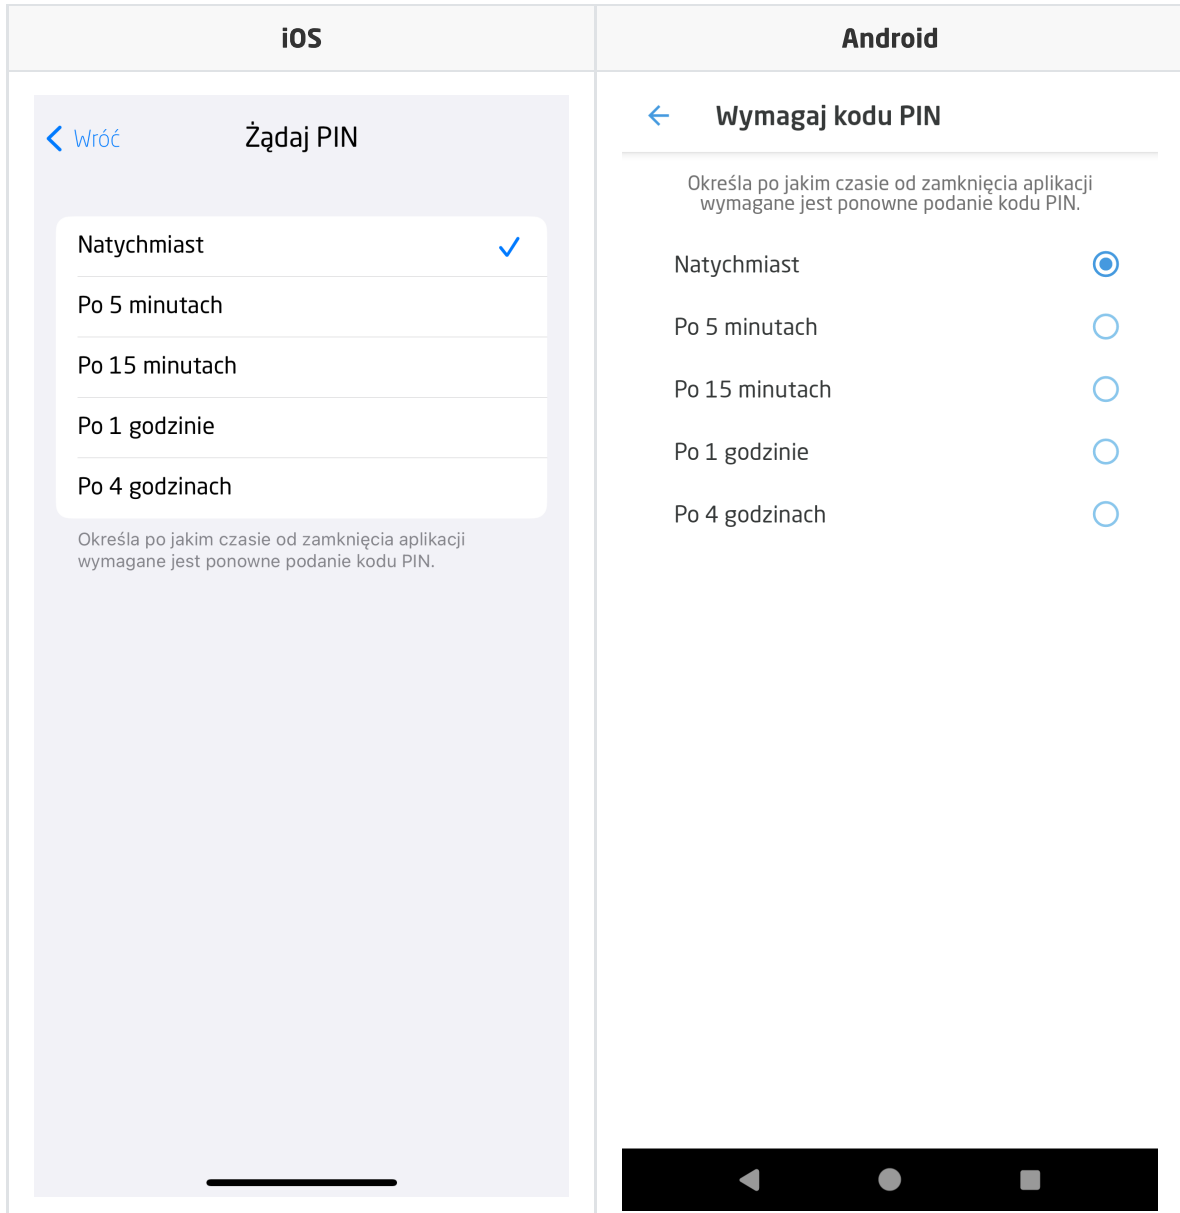 iOS
Android
Wróć
Żądaj PIN
Natychmiast
Po 5 minutach
Po 15 minutach
Po 1 godzinie
Po 4 godzinach
Określa po jakim czasie od zamknięcia aplikacji
wymagane jest ponowne podanie kodu PIN.
Wymagaj kodu PIN
Określa po jakim czasie od zamknięcia aplikacji
wymagane jest ponowne podanie kodu PIN.
Natychmiast
Po 5 minutach
Po 15 minutach
Po 1 godzinie
Po 4 godzinach